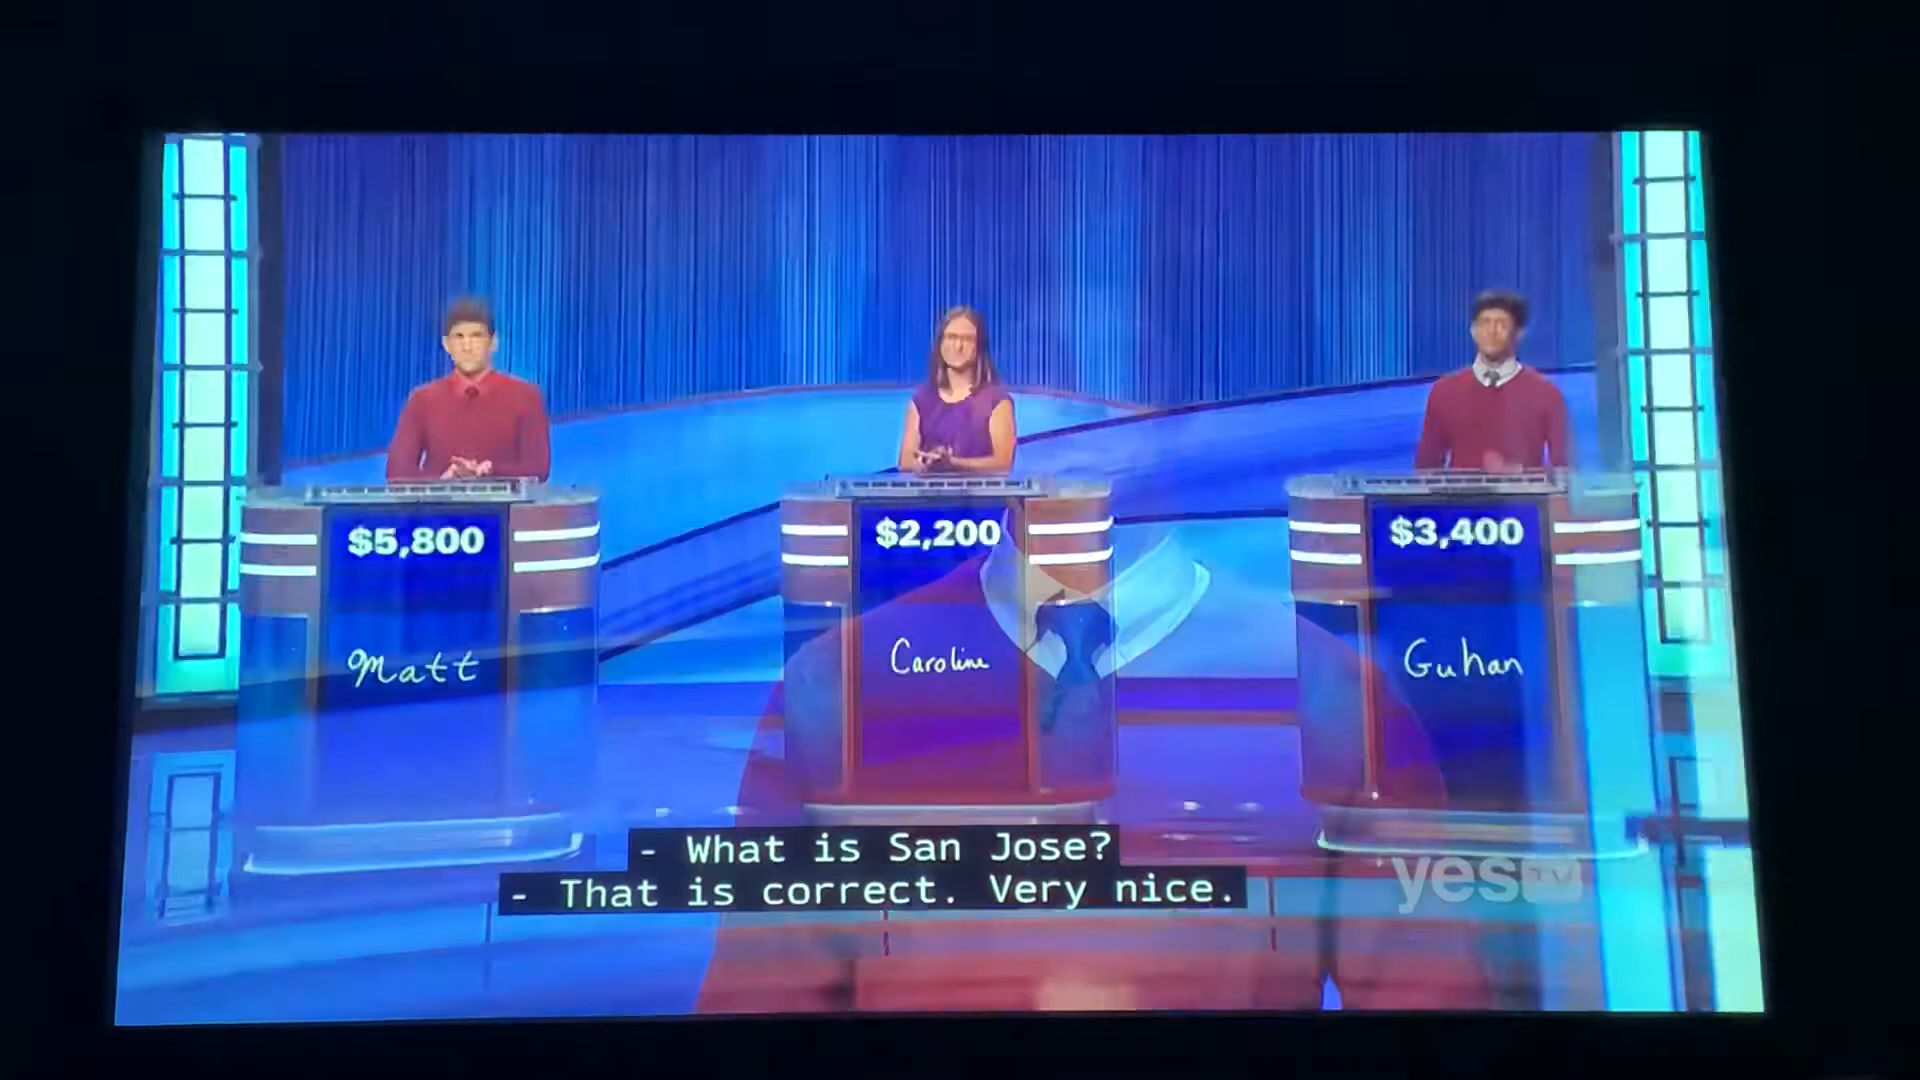 $5,800
$2,200
$3,400
Matt
Caroline
Guhan
- What is San Jose?
- That is correct. Very nice.
yes TV